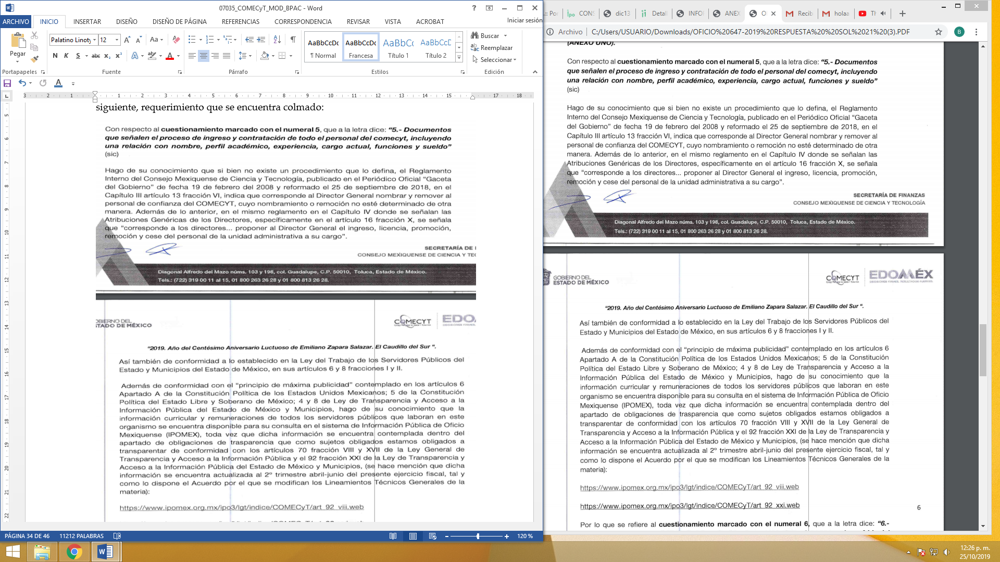 07035_COMECyT_MOD_BPAC - Word
ARCHIVO INICIO INSERTAR DISEÑO DISEÑO DE PÁGINA REFERENCIAS CORRESPONDENCIA REVISAR VISTA ACROBAT Iniciar sesión
Palatino Linoty 12
Pegar
N K S abc x₂ x²
AaBbCcDc AaBbCcDc AaBbCc AaBbCcD
¶ Normal Francesa Título 1 Título 2
Buscar
Reemplazar
Seleccionar
Portapapeles Fuente Párrafo Estilos Edición
siguiente, requerimiento que se encuentra colmado:
Con respecto al cuestionamiento marcado con el numeral 5, que a la letra dice: “5.- Documentos
que señalen el proceso de ingreso y contratación de todo el personal del comecyt, incluyendo
una relación con nombre, perfil académico, experiencia, cargo actual, funciones y sueldo”
(sic)
Hago de su conocimiento que si bien no existe un procedimiento que lo defina, el Reglamento
Interno del Consejo Mexiquense de Ciencia y Tecnología, publicado en el Periódico Oficial “Gaceta
del Gobierno” de fecha 19 de febrero del 2008 y reformado el 25 de septiembre de 2018, en el
Capítulo III artículo 13 fracción VI, indica que corresponde al Director General nombrar y remover al
personal de confianza del COMECYT, cuyo nombramiento o remoción no esté determinado de otra
manera. Además de lo anterior, en el mismo reglamento en el Capítulo IV donde se señalan las
Atribuciones Genéricas de los Directores, específicamente en el artículo 16 fracción X, se señala
que “corresponde a los directores... proponer al Director General el ingreso, licencia, promoción,
remoción y cese del personal de la unidad administrativa a su cargo”.
SECRETARÍA DE
CONSEJO MEXIQUENSE DE CIENCIA Y TEC
Diagonal Alfredo del Mazo núms. 103 y 198, col. Guadalupe, C.P. 50010, Toluca, Estado de México.
Tels.: (722) 319 00 11 al 15, 01 800 263 26 28 y 01 800 813 26 28.
OBIERNO DEL
STADO DE MÉXICO
COMECYT EDO
“2019. Año del Centésimo Aniversario Luctuoso de Emiliano Zapara Salazar. El Caudillo del Sur “.
Así también de conformidad a lo establecido en la Ley del Trabajo de los Servidores Públicos del
Estado y Municipios del Estado de México, en sus artículos 6 y 8 fracciones I y II.
Además de conformidad con el “principio de máxima publicidad” contemplado en los artículos 6
Apartado A de la Constitución Política de los Estados Unidos Mexicanos; 5 de la Constitución
Política del Estado Libre y Soberano de México; 4 y 8 de Ley de Transparencia y Acceso a la
Información Pública del Estado de México y Municipios, hago de su conocimiento que la
información curricular y remuneraciones de todos los servidores públicos que laboran en este
organismo se encuentra disponible para su consulta en el sistema de Información Pública de Oficio
Mexiquense (IPOMEX), toda vez que dicha información se encuentra contemplada dentro del
apartado de obligaciones de trasparencia que como sujetos obligados estamos obligados a
transparentar de conformidad con los artículos 70 fracción VIII y XVII de la Ley General de
Transparencia y Acceso a la Información Pública y el 92 fracción XXI de la Ley de Transparencia y
Acceso a la Información Pública del Estado de México y Municipios, (se hace mención que dicha
información se encuentra actualizada al 2º trimestre abril-junio del presente ejercicio fiscal, tal y
como lo dispone el Acuerdo por el que se modifican los Lineamientos Técnicos Generales de la
materia):
https://www.ipomex.org.mx/ipo3/lgt/indice/COMECyT/art_92_viii.web
PÁGINA 34 DE 46 11212 PALABRAS 120 %
CONS dic13 Detall INFO ANEX Recib holaa
Archivo C:/Users/USUARIO/Downloads/OFICIO%20647-2019%20RESPUESTA%20%20SOL%2021%20(3).PDF B
(ANEXO UNO).
Con respecto al cuestionamiento marcado con el numeral 5, que a la letra dice: “5.- Documentos
que señalen el proceso de ingreso y contratación de todo el personal del comecyt, incluyendo
una relación con nombre, perfil académico, experiencia, cargo actual, funciones y sueldo”
(sic)
Hago de su conocimiento que si bien no existe un procedimiento que lo defina, el Reglamento
Interno del Consejo Mexiquense de Ciencia y Tecnología, publicado en el Periódico Oficial “Gaceta
del Gobierno” de fecha 19 de febrero del 2008 y reformado el 25 de septiembre de 2018, en el
Capítulo III artículo 13 fracción VI, indica que corresponde al Director General nombrar y remover al
personal de confianza del COMECYT, cuyo nombramiento o remoción no esté determinado de otra
manera. Además de lo anterior, en el mismo reglamento en el Capítulo IV donde se señalan las
Atribuciones Genéricas de los Directores, específicamente en el artículo 16 fracción X, se señala
que “corresponde a los directores... proponer al Director General el ingreso, licencia, promoción,
remoción y cese del personal de la unidad administrativa a su cargo”.
SECRETARÍA DE FINANZAS
CONSEJO MEXIQUENSE DE CIENCIA Y TECNOLOGÍA
Diagonal Alfredo del Mazo núms. 103 y 198, col. Guadalupe, C.P. 50010, Toluca, Estado de México.
Tels.: (722) 319 00 11 al 15, 01 800 263 26 28 y 01 800 813 26 28.
GOBIERNO DEL
ESTADO DE MÉXICO
COMECYT EDOMÉX
DECISIONES FIRMES, RESULTADOS FUERTES.
“2019. Año del Centésimo Aniversario Luctuoso de Emiliano Zapara Salazar. El Caudillo del Sur “.
Así también de conformidad a lo establecido en la Ley del Trabajo de los Servidores Públicos del
Estado y Municipios del Estado de México, en sus artículos 6 y 8 fracciones I y II.
Además de conformidad con el “principio de máxima publicidad” contemplado en los artículos 6
Apartado A de la Constitución Política de los Estados Unidos Mexicanos; 5 de la Constitución
Política del Estado Libre y Soberano de México; 4 y 8 de Ley de Transparencia y Acceso a la
Información Pública del Estado de México y Municipios, hago de su conocimiento que la
información curricular y remuneraciones de todos los servidores públicos que laboran en este
organismo se encuentra disponible para su consulta en el sistema de Información Pública de Oficio
Mexiquense (IPOMEX), toda vez que dicha información se encuentra contemplada dentro del
apartado de obligaciones de trasparencia que como sujetos obligados estamos obligados a
transparentar de conformidad con los artículos 70 fracción VIII y XVII de la Ley General de
Transparencia y Acceso a la Información Pública y el 92 fracción XXI de la Ley de Transparencia y
Acceso a la Información Pública del Estado de México y Municipios, (se hace mención que dicha
información se encuentra actualizada al 2º trimestre abril-junio del presente ejercicio fiscal, tal y
como lo dispone el Acuerdo por el que se modifican los Lineamientos Técnicos Generales de la
materia):
https://www.ipomex.org.mx/ipo3/lgt/indice/COMECyT/art_92_viii.web
https://www.ipomex.org.mx/ipo3/lgt/indice/COMECyT/art_92_xxi.web
6
Por lo que se refiere al cuestionamiento marcado con el numeral 6, que a la letra dice: “6.-
12:26 p. m.
25/10/2019